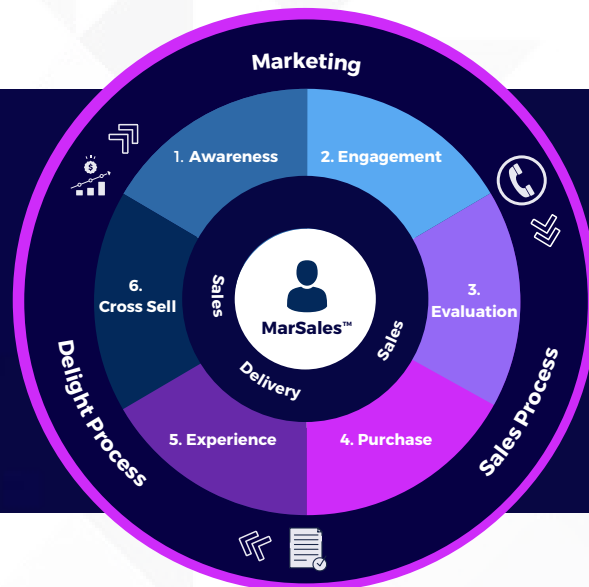 Marketing
1. Awareness
2. Engagement
3.
Evaluation
4. Purchase
5. Experience
6.
Cross Sell
Sales
Sales
Delivery
MarSales™
Sales Process
Delight Process
$